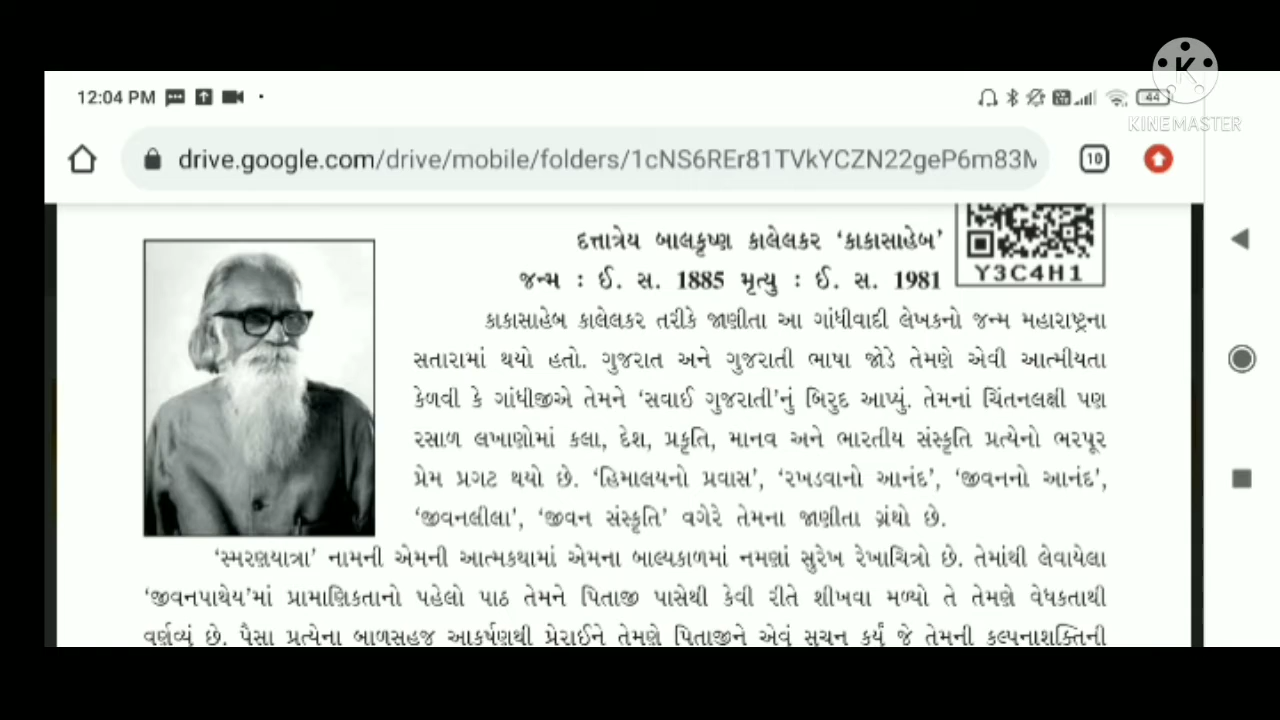 12:04 PM
44
KINEMASTER
drive.google.com/drive/mobile/folders/1cNS6REr81TVkYCZN22geP6m83M
10
દત્તાત્રેય બાલકૃષ્ણ કાલેલકર ‘કાકાસાહેબ’
Y3C4H1
જન્મ : ઈ. સ. 1885 મૃત્યુ : ઈ. સ. 1981
કાકાસાહેબ કાલેલકર તરીકે જાણીતા આ ગાંધીવાદી લેખકનો જન્મ મહારાષ્ટ્રના
સતારામાં થયો હતો. ગુજરાત અને ગુજરાતી ભાષા જોડે તેમણે એવી આત્મીયતા
કેળવી કે ગાંધીજીએ તેમને ‘સવાઈ ગુજરાતી’નું બિરુદ આપ્યું. તેમનાં ચિંતનલક્ષી પણ
રસાળ લખાણોમાં કલા, દેશ, પ્રકૃતિ, માનવ અને ભારતીય સંસ્કૃતિ પ્રત્યેનો ભરપૂર
પ્રેમ પ્રગટ થયો છે. ‘હિમાલયનો પ્રવાસ’, ‘રખડવાનો આનંદ’, ‘જીવનનો આનંદ’,
‘જીવનલીલા’, ‘જીવન સંસ્કૃતિ’ વગેરે તેમના જાણીતા ગ્રંથો છે.
‘સ્મરણયાત્રા’ નામની એમની આત્મકથામાં એમના બાલ્યકાળમાં નમણાં સુરેખ રેખાચિત્રો છે. તેમાંથી લેવાયેલા
‘જીવનપાથેય’માં પ્રામાણિકતાનો પહેલો પાઠ તેમને પિતાજી પાસેથી કેવી રીતે શીખવા મળ્યો તે તેમણે વેધકતાથી
વર્ણવ્યું છે. પૈસા પ્રત્યેના બાળસહજ આકર્ષણથી પ્રેરાઈને તેમણે પિતાજીને એવું સૂચન કર્યું જે તેમની કલ્પનાશક્તિની